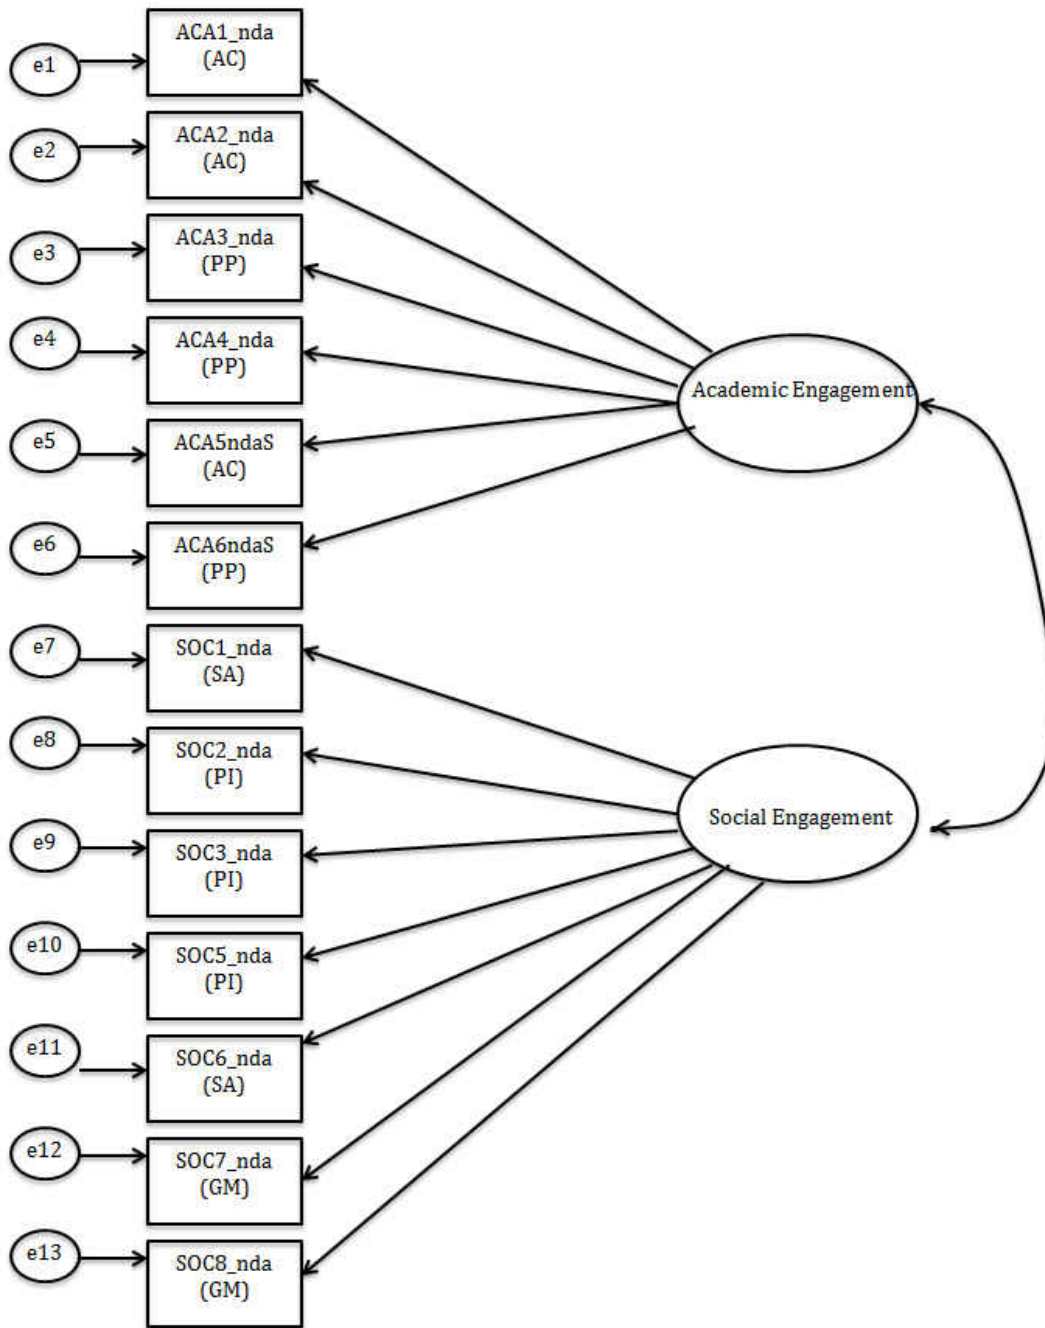 e1
ACA1_nda
(AC)
e2
ACA2_nda
(AC)
e3
ACA3_nda
(PP)
e4
ACA4_nda
(PP)
Academic Engagement
e5
ACA5ndaS
(AC)
e6
ACA6ndaS
(PP)
e7
SOC1_nda
(SA)
e8
SOC2_nda
(PI)
Social Engagement
e9
SOC3_nda
(PI)
e10
SOC5_nda
(PI)
e11
SOC6_nda
(SA)
e12
SOC7_nda
(GM)
e13
SOC8_nda
(GM)